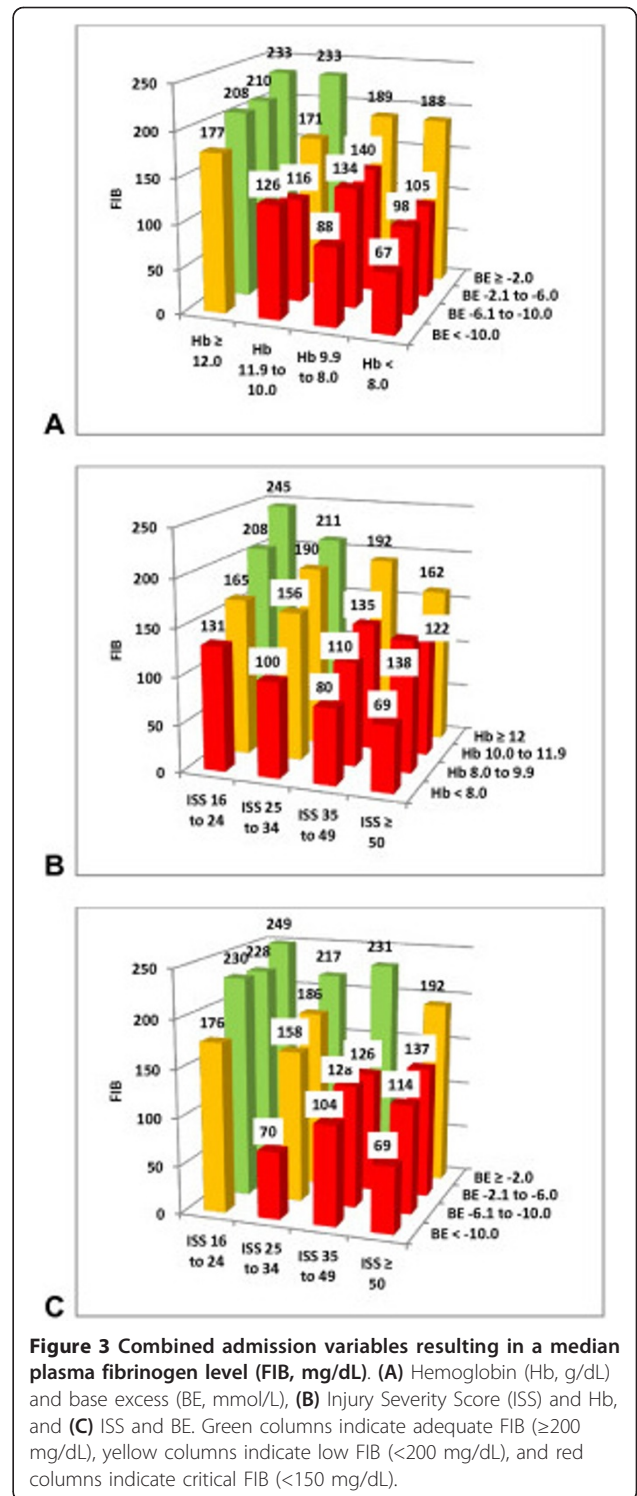 250
200
150
100
50
0
FIB
233
233
208
210
189
188
177
171
140
126
116
134
105
98
88
67
BE ≥ -2.0
BE -2.1 to -6.0
BE -6.1 to -10.0
BE < -10.0
Hb ≥ 12.0
Hb 11.9 to 10.0
Hb 9.9 to 8.0
Hb < 8.0
A
250
200
150
100
50
0
FIB
245
208
211
190
192
165
156
162
131
135
122
100
110
138
80
69
Hb ≥ 12
Hb 10.0 to 11.9
Hb 8.0 to 9.9
Hb < 8.0
ISS 16 to 24
ISS 25 to 34
ISS 35 to 49
ISS ≥ 50
B
250
200
150
100
50
0
FIB
249
230
228
217
231
176
186
192
158
128
126
137
70
104
114
69
BE ≥ -2.0
BE -2.1 to -6.0
BE -6.1 to -10.0
BE < -10.0
ISS 16 to 24
ISS 25 to 34
ISS 35 to 49
ISS ≥ 50
C
Figure 3 Combined admission variables resulting in a median
plasma fibrinogen level (FIB, mg/dL). (A) Hemoglobin (Hb, g/dL)
and base excess (BE, mmol/L), (B) Injury Severity Score (ISS) and Hb,
and (C) ISS and BE. Green columns indicate adequate FIB (≥200
mg/dL), yellow columns indicate low FIB (<200 mg/dL), and red
columns indicate critical FIB (<150 mg/dL).